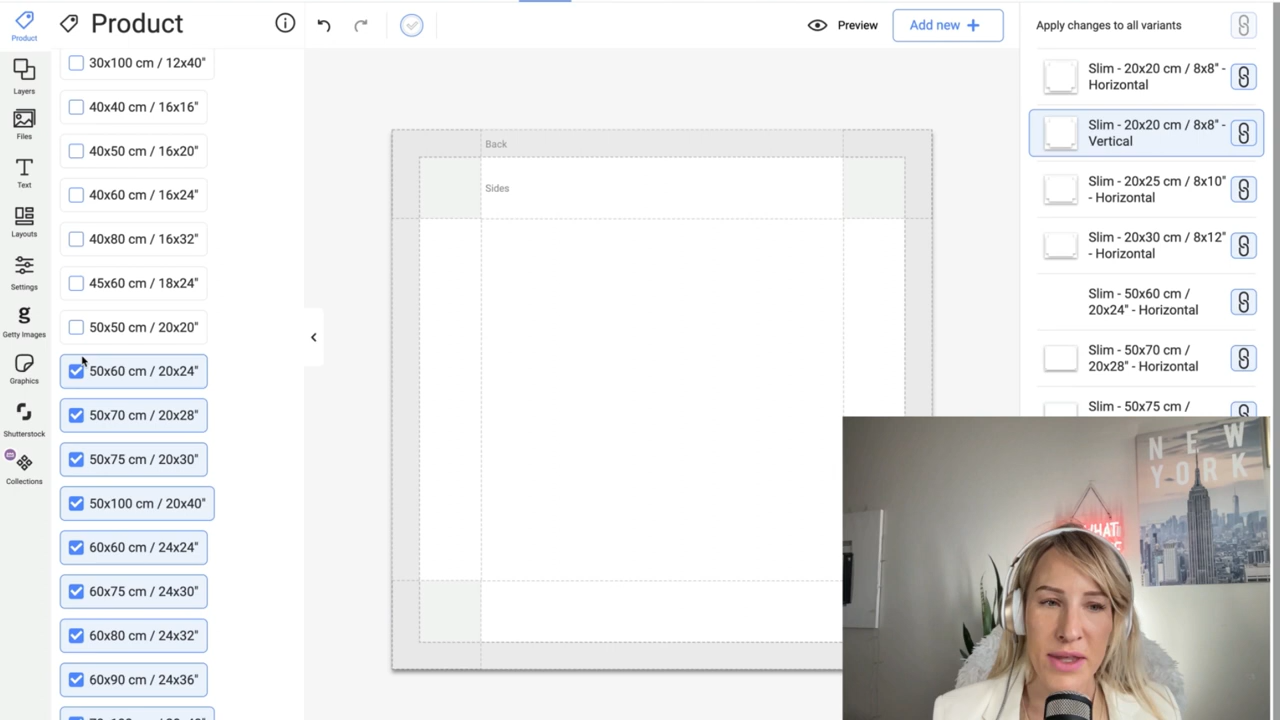 Product
Layers
Files
Text
Layouts
Settings
Getty Images
Graphics
Shutterstock
Collections
Product
30x100 cm / 12x40"
40x40 cm / 16x16"
40x50 cm / 16x20"
40x60 cm / 16x24"
40x80 cm / 16x32"
45x60 cm / 18x24"
50x50 cm / 20x20"
50x60 cm / 20x24"
50x70 cm / 20x28"
50x75 cm / 20x30"
50x100 cm / 20x40"
60x60 cm / 24x24"
60x75 cm / 24x30"
60x80 cm / 24x32"
60x90 cm / 24x36"
Preview
Add new +
Back
Sides
Apply changes to all variants
Slim - 20x20 cm / 8x8" -
Horizontal
Slim - 20x20 cm / 8x8" -
Vertical
Slim - 20x25 cm / 8x10"
- Horizontal
Slim - 20x30 cm / 8x12"
- Horizontal
Slim - 50x60 cm /
20x24" - Horizontal
Slim - 50x70 cm /
20x28" - Horizontal
Slim - 50x75 cm /
NEW
YORK
WHAT